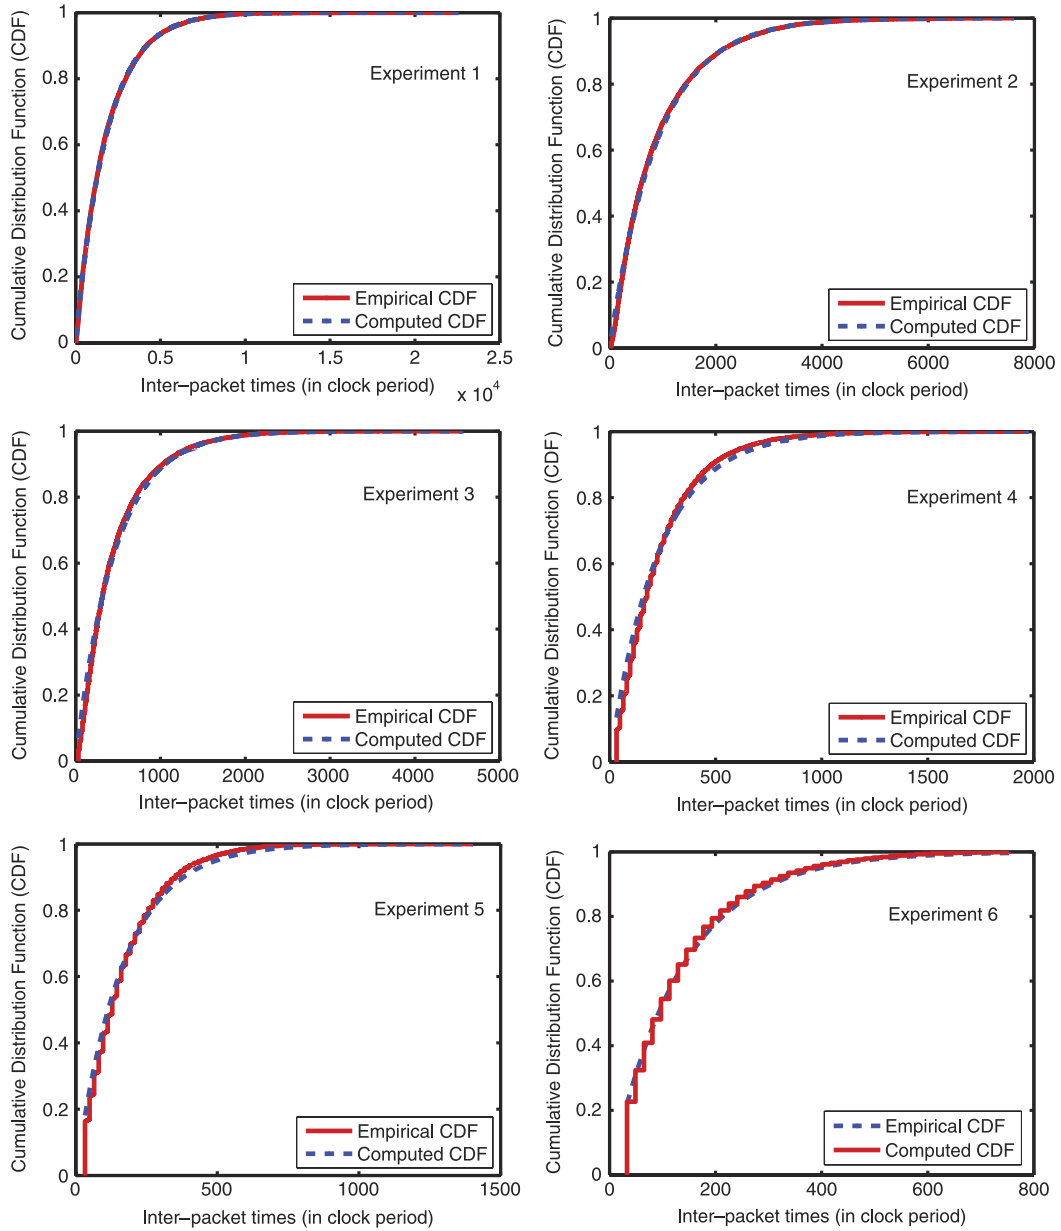 Cumulative Distribution Function (CDF)
1
0.8
0.6
0.4
0.2
0
Experiment 1
Empirical CDF
Computed CDF
0
0.5
1
1.5
2
2.5
Inter–packet times (in clock period)
x 10^4
Cumulative Distribution Function (CDF)
1
0.8
0.6
0.4
0.2
0
Experiment 2
Empirical CDF
Computed CDF
0
2000
4000
6000
8000
Inter–packet times (in clock period)
Cumulative Distribution Function (CDF)
1
0.8
0.6
0.4
0.2
0
Experiment 3
Empirical CDF
Computed CDF
0
1000
2000
3000
4000
5000
Inter–packet times (in clock period)
Cumulative Distribution Function (CDF)
1
0.8
0.6
0.4
0.2
0
Experiment 4
Empirical CDF
Computed CDF
0
500
1000
1500
2000
Inter–packet times (in clock period)
Cumulative Distribution Function (CDF)
1
0.8
0.6
0.4
0.2
0
Experiment 5
Empirical CDF
Computed CDF
0
500
1000
1500
Inter–packet times (in clock period)
Cumulative Distribution Function (CDF)
1
0.8
0.6
0.4
0.2
0
Experiment 6
Empirical CDF
Computed CDF
0
200
400
600
800
Inter–packet times (in clock period)